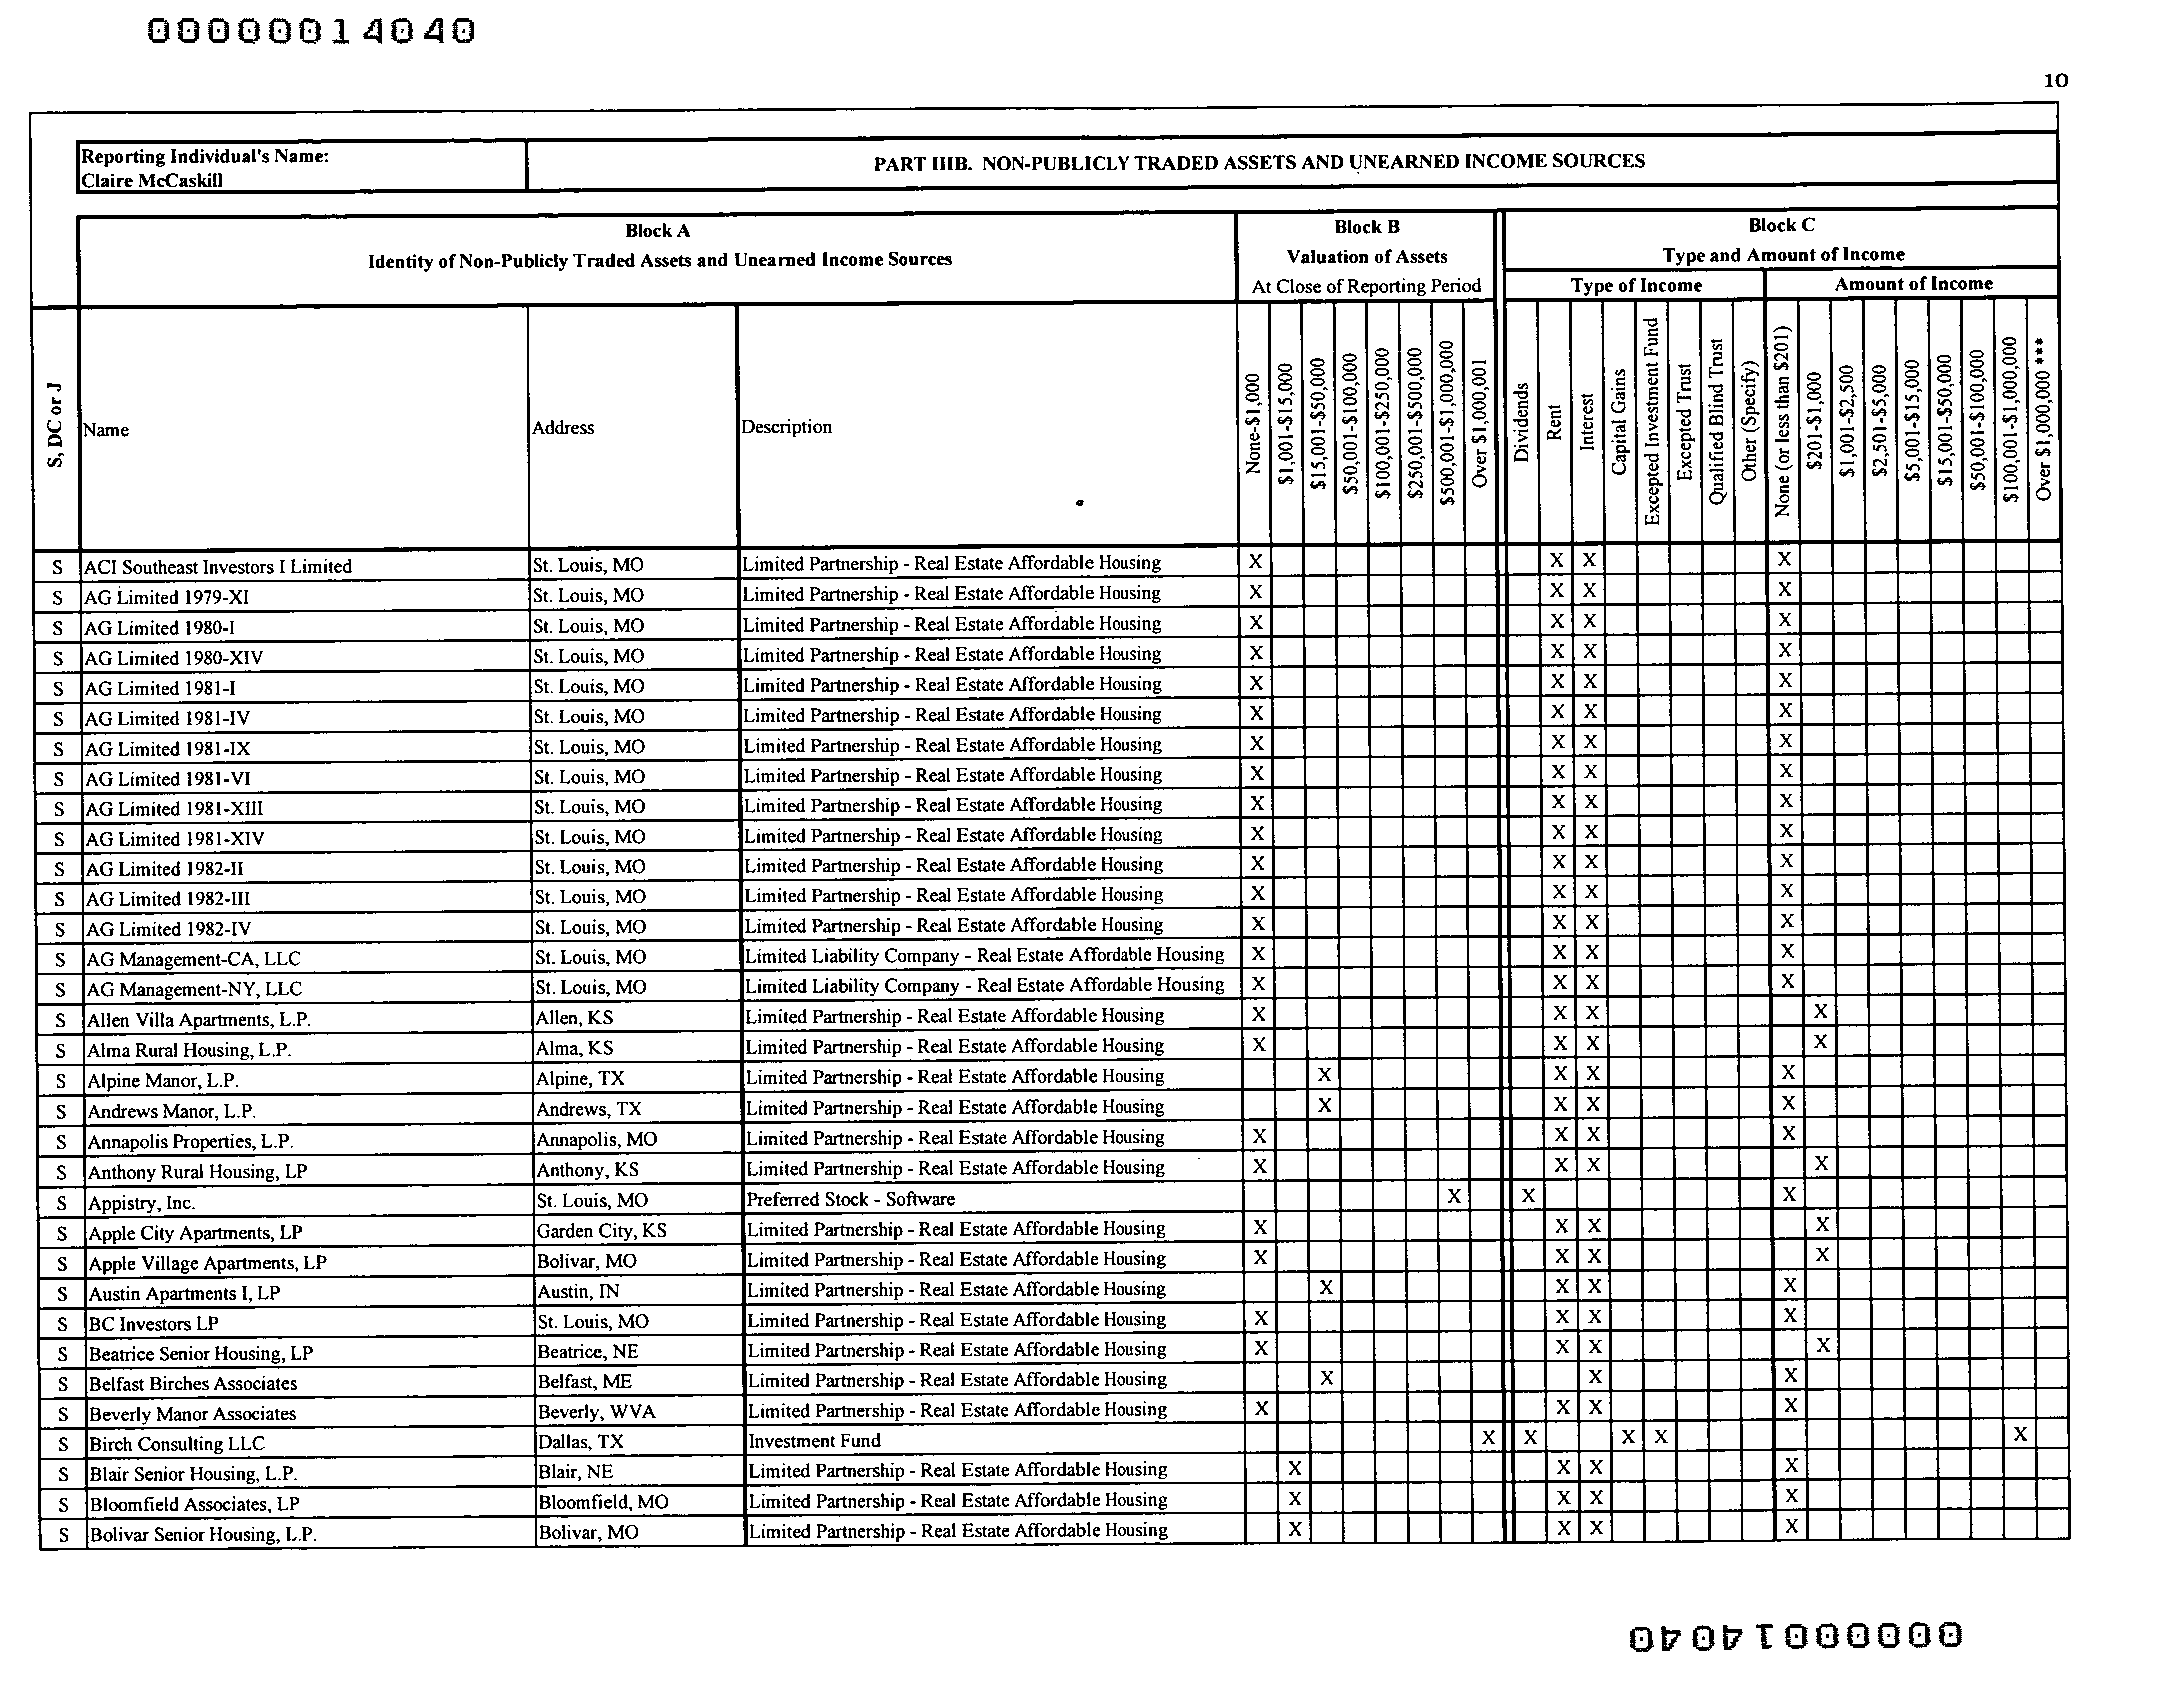 00000014040
10
Reporting Individual's Name:
Claire McCaskill
PART IIIB. NON-PUBLICLY TRADED ASSETS AND UNEARNED INCOME SOURCES
Block A
Identity of Non-Publicly Traded Assets and Unearned Income Sources
Block B
Valuation of Assets
At Close of Reporting Period
Block C
Type and Amount of Income
Type of Income
Amount of Income
S, DC or J
Name
Address
Description
None-$1,000
$1,001-$15,000
$15,001-$50,000
$50,001-$100,000
$100,001-$250,000
$250,001-$500,000
$500,001-$1,000,000
Over $1,000,001
Dividends
Rent
Interest
Capital Gains
Excepted Investment Fund
Excepted Trust
Qualified Blind Trust
Other (Specify)
None (or less than $201)
$201-$1,000
$1,001-$2,500
$2,501-$5,000
$5,001-$15,000
$15,001-$50,000
$50,001-$100,000
$100,001-$1,000,000
Over $1,000,000 ***
S ACI Southeast Investors I Limited St. Louis, MO Limited Partnership - Real Estate Affordable Housing X X X X
S AG Limited 1979-XI St. Louis, MO Limited Partnership - Real Estate Affordable Housing X X X X
S AG Limited 1980-I St. Louis, MO Limited Partnership - Real Estate Affordable Housing X X X X
S AG Limited 1980-XIV St. Louis, MO Limited Partnership - Real Estate Affordable Housing X X X X
S AG Limited 1981-I St. Louis, MO Limited Partnership - Real Estate Affordable Housing X X X X
S AG Limited 1981-IV St. Louis, MO Limited Partnership - Real Estate Affordable Housing X X X X
S AG Limited 1981-IX St. Louis, MO Limited Partnership - Real Estate Affordable Housing X X X X
S AG Limited 1981-VI St. Louis, MO Limited Partnership - Real Estate Affordable Housing X X X X
S AG Limited 1981-XIII St. Louis, MO Limited Partnership - Real Estate Affordable Housing X X X X
S AG Limited 1981-XIV St. Louis, MO Limited Partnership - Real Estate Affordable Housing X X X X
S AG Limited 1982-II St. Louis, MO Limited Partnership - Real Estate Affordable Housing X X X X
S AG Limited 1982-III St. Louis, MO Limited Partnership - Real Estate Affordable Housing X X X X
S AG Limited 1982-IV St. Louis, MO Limited Partnership - Real Estate Affordable Housing X X X X
S AG Management-CA, LLC St. Louis, MO Limited Liability Company - Real Estate Affordable Housing X X X X
S AG Management-NY, LLC St. Louis, MO Limited Liability Company - Real Estate Affordable Housing X X X X
S Allen Villa Apartments, L.P. Allen, KS Limited Partnership - Real Estate Affordable Housing X X X X
S Alma Rural Housing, L.P. Alma, KS Limited Partnership - Real Estate Affordable Housing X X X X
S Alpine Manor, L.P. Alpine, TX Limited Partnership - Real Estate Affordable Housing X X X X
S Andrews Manor, L.P. Andrews, TX Limited Partnership - Real Estate Affordable Housing X X X X
S Annapolis Properties, L.P. Annapolis, MO Limited Partnership - Real Estate Affordable Housing X X X X
S Anthony Rural Housing, LP Anthony, KS Limited Partnership - Real Estate Affordable Housing X X X X
S Appistry, Inc. St. Louis, MO Preferred Stock - Software X X X
S Apple City Apartments, LP Garden City, KS Limited Partnership - Real Estate Affordable Housing X X X X
S Apple Village Apartments, LP Bolivar, MO Limited Partnership - Real Estate Affordable Housing X X X X
S Austin Apartments I, LP Austin, IN Limited Partnership - Real Estate Affordable Housing X X X X
S BC Investors LP St. Louis, MO Limited Partnership - Real Estate Affordable Housing X X X X
S Beatrice Senior Housing, LP Beatrice, NE Limited Partnership - Real Estate Affordable Housing X X X X
S Belfast Birches Associates Belfast, ME Limited Partnership - Real Estate Affordable Housing X X X
S Beverly Manor Associates Beverly, WVA Limited Partnership - Real Estate Affordable Housing X X X X
S Birch Consulting LLC Dallas, TX Investment Fund X X X X X
S Blair Senior Housing, L.P. Blair, NE Limited Partnership - Real Estate Affordable Housing X X X X
S Bloomfield Associates, LP Bloomfield, MO Limited Partnership - Real Estate Affordable Housing X X X X
S Bolivar Senior Housing, L.P. Bolivar, MO Limited Partnership - Real Estate Affordable Housing X X X X
00000014040